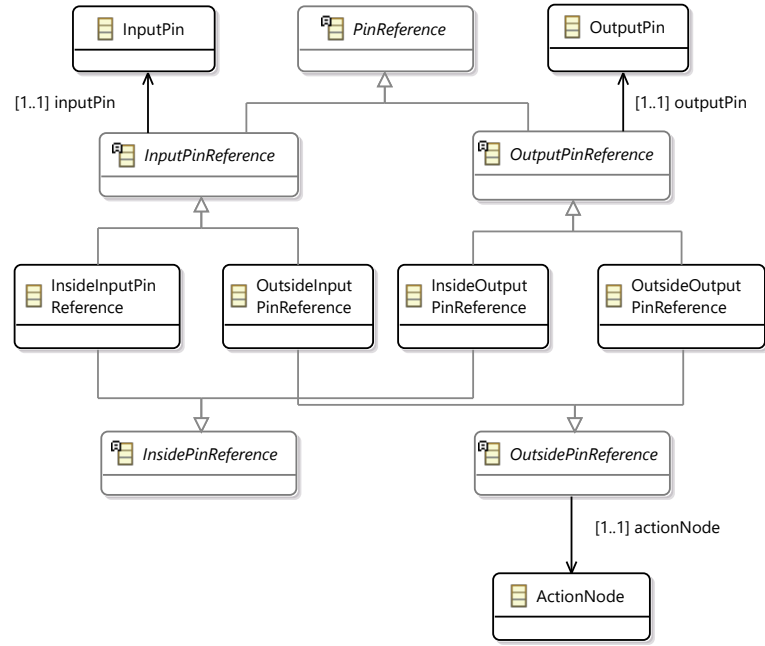 InputPin
PinReference
OutputPin
[1..1] inputPin
[1..1] outputPin
InputPinReference
OutputPinReference
InsideInputPin
Reference
OutsideInput
PinReference
InsideOutput
PinReference
OutsideOutput
PinReference
InsidePinReference
OutsidePinReference
[1..1] actionNode
ActionNode